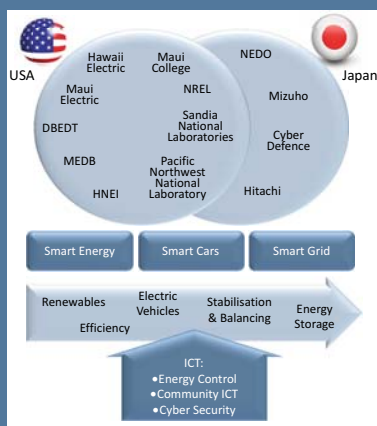 USA
Japan
Hawaii
Electric
Maui
College
NEDO
Maui
Electric
NREL
Mizuho
DBEDT
Sandia
National
Laboratories
Cyber
Defence
MEDB
Pacific
Northwest
National
Laboratory
HNEI
Hitachi
Smart Energy
Smart Cars
Smart Grid
Renewables
Efficiency
Electric
Vehicles
Stabilisation
& Balancing
Energy
Storage
ICT:
•Energy Control
•Community ICT
•Cyber Security